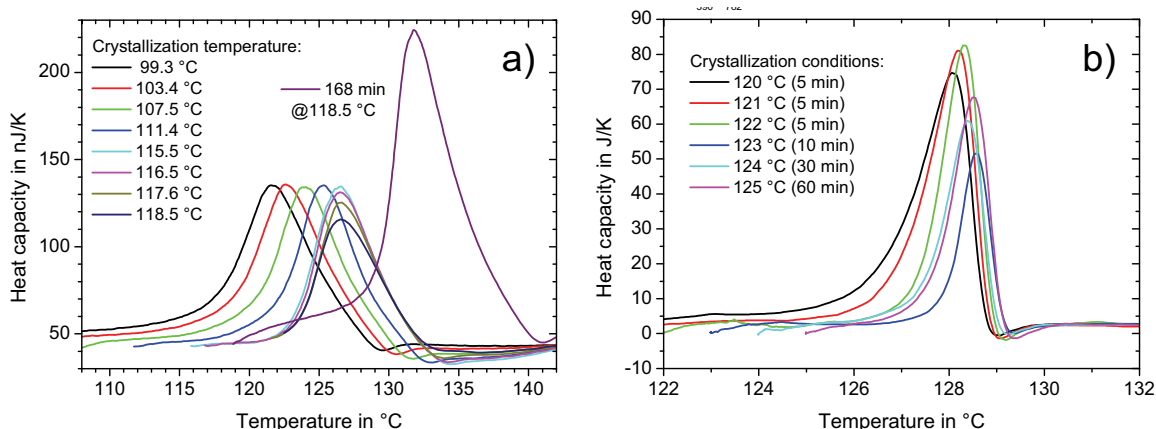 a)
Crystallization temperature:
99.3 °C
103.4 °C
107.5 °C
111.4 °C
115.5 °C
116.5 °C
117.6 °C
118.5 °C
168 min
@118.5 °C
Heat capacity in nJ/K
200
150
100
50
110 115 120 125 130 135 140
Temperature in °C
b)
Crystallization conditions:
120 °C (5 min)
121 °C (5 min)
122 °C (5 min)
123 °C (10 min)
124 °C (30 min)
125 °C (60 min)
Heat capacity in J/K
90
80
70
60
50
40
30
20
10
0
-10
122 124 126 128 130 132
Temperature in °C